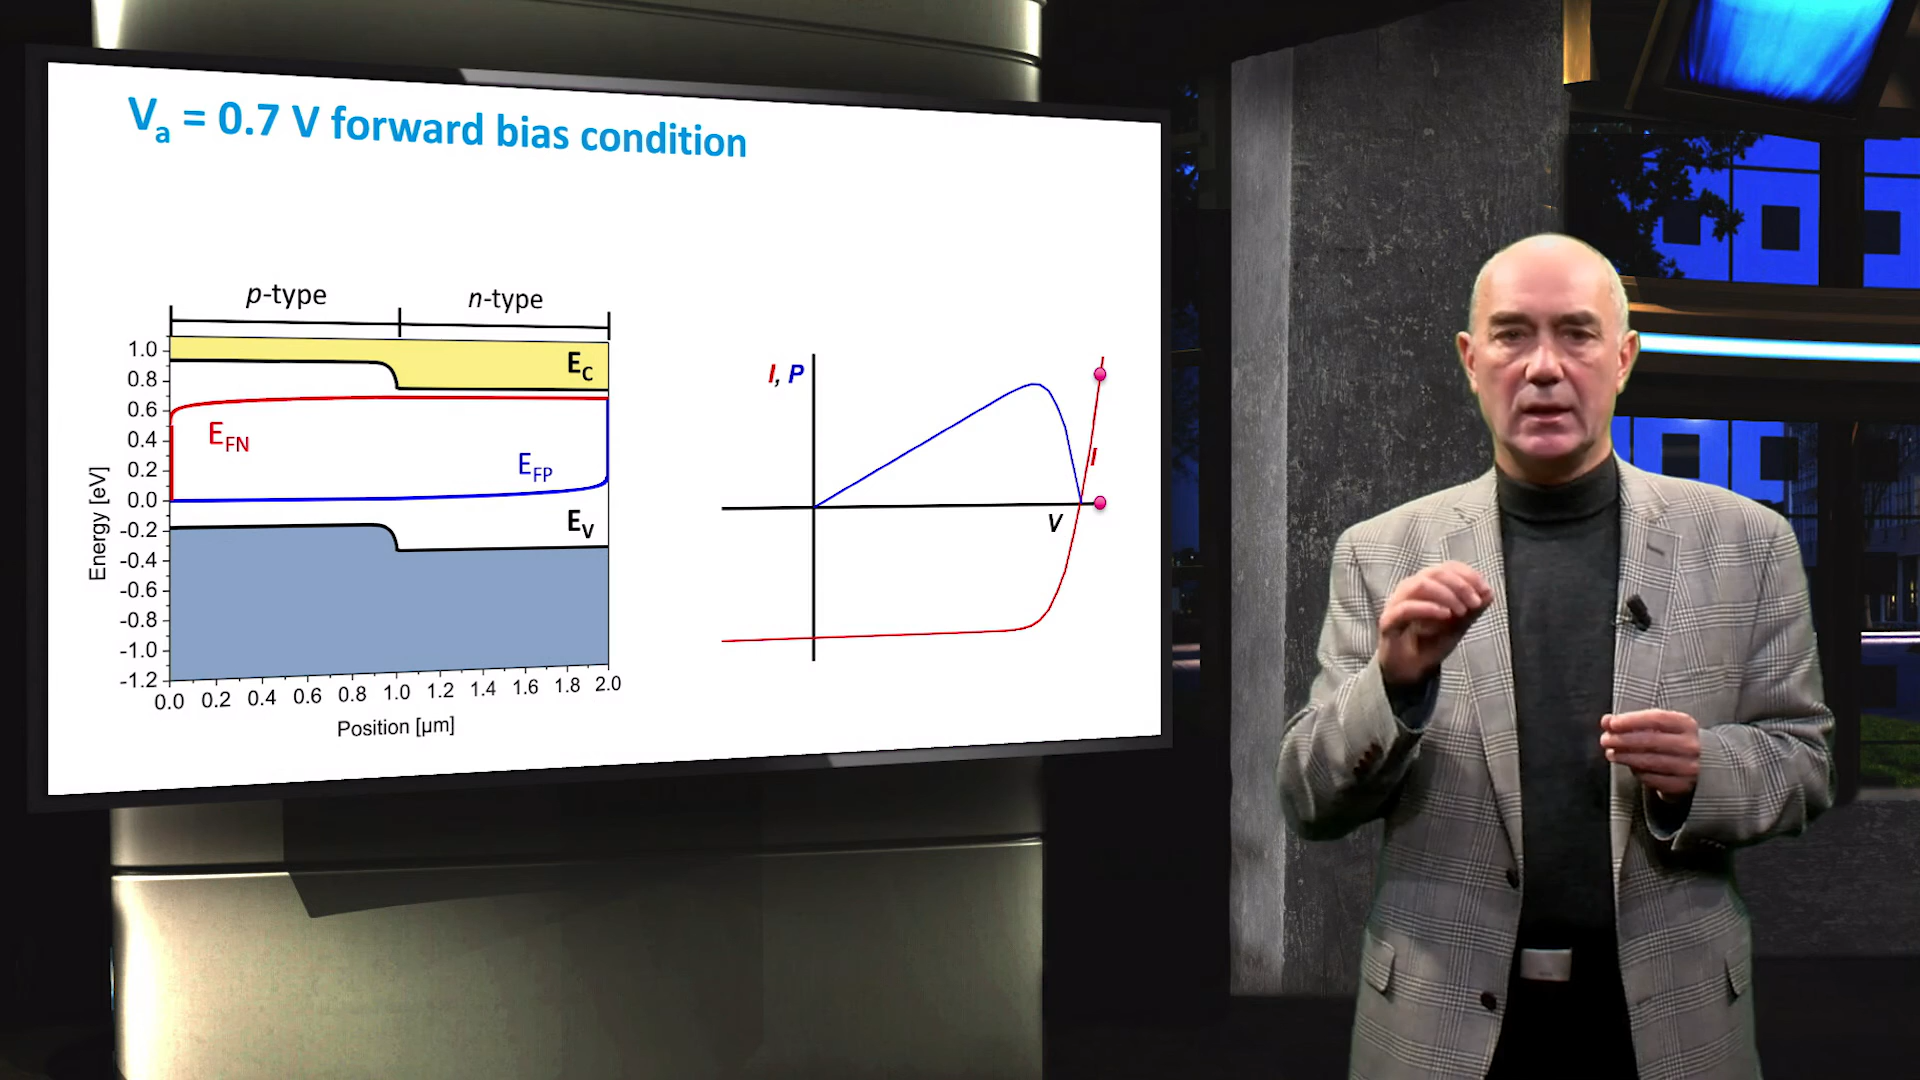 Va = 0.7 V forward bias condition
p-type n-type
1.0
0.8
0.6
0.4
0.2
0.0
-0.2
-0.4
-0.6
-0.8
-1.0
-1.2
Energy [eV]
EC
EFN
EFP
EV
0.0 0.2 0.4 0.6 0.8 1.0 1.2 1.4 1.6 1.8 2.0
Position [µm]
I, P
I
V